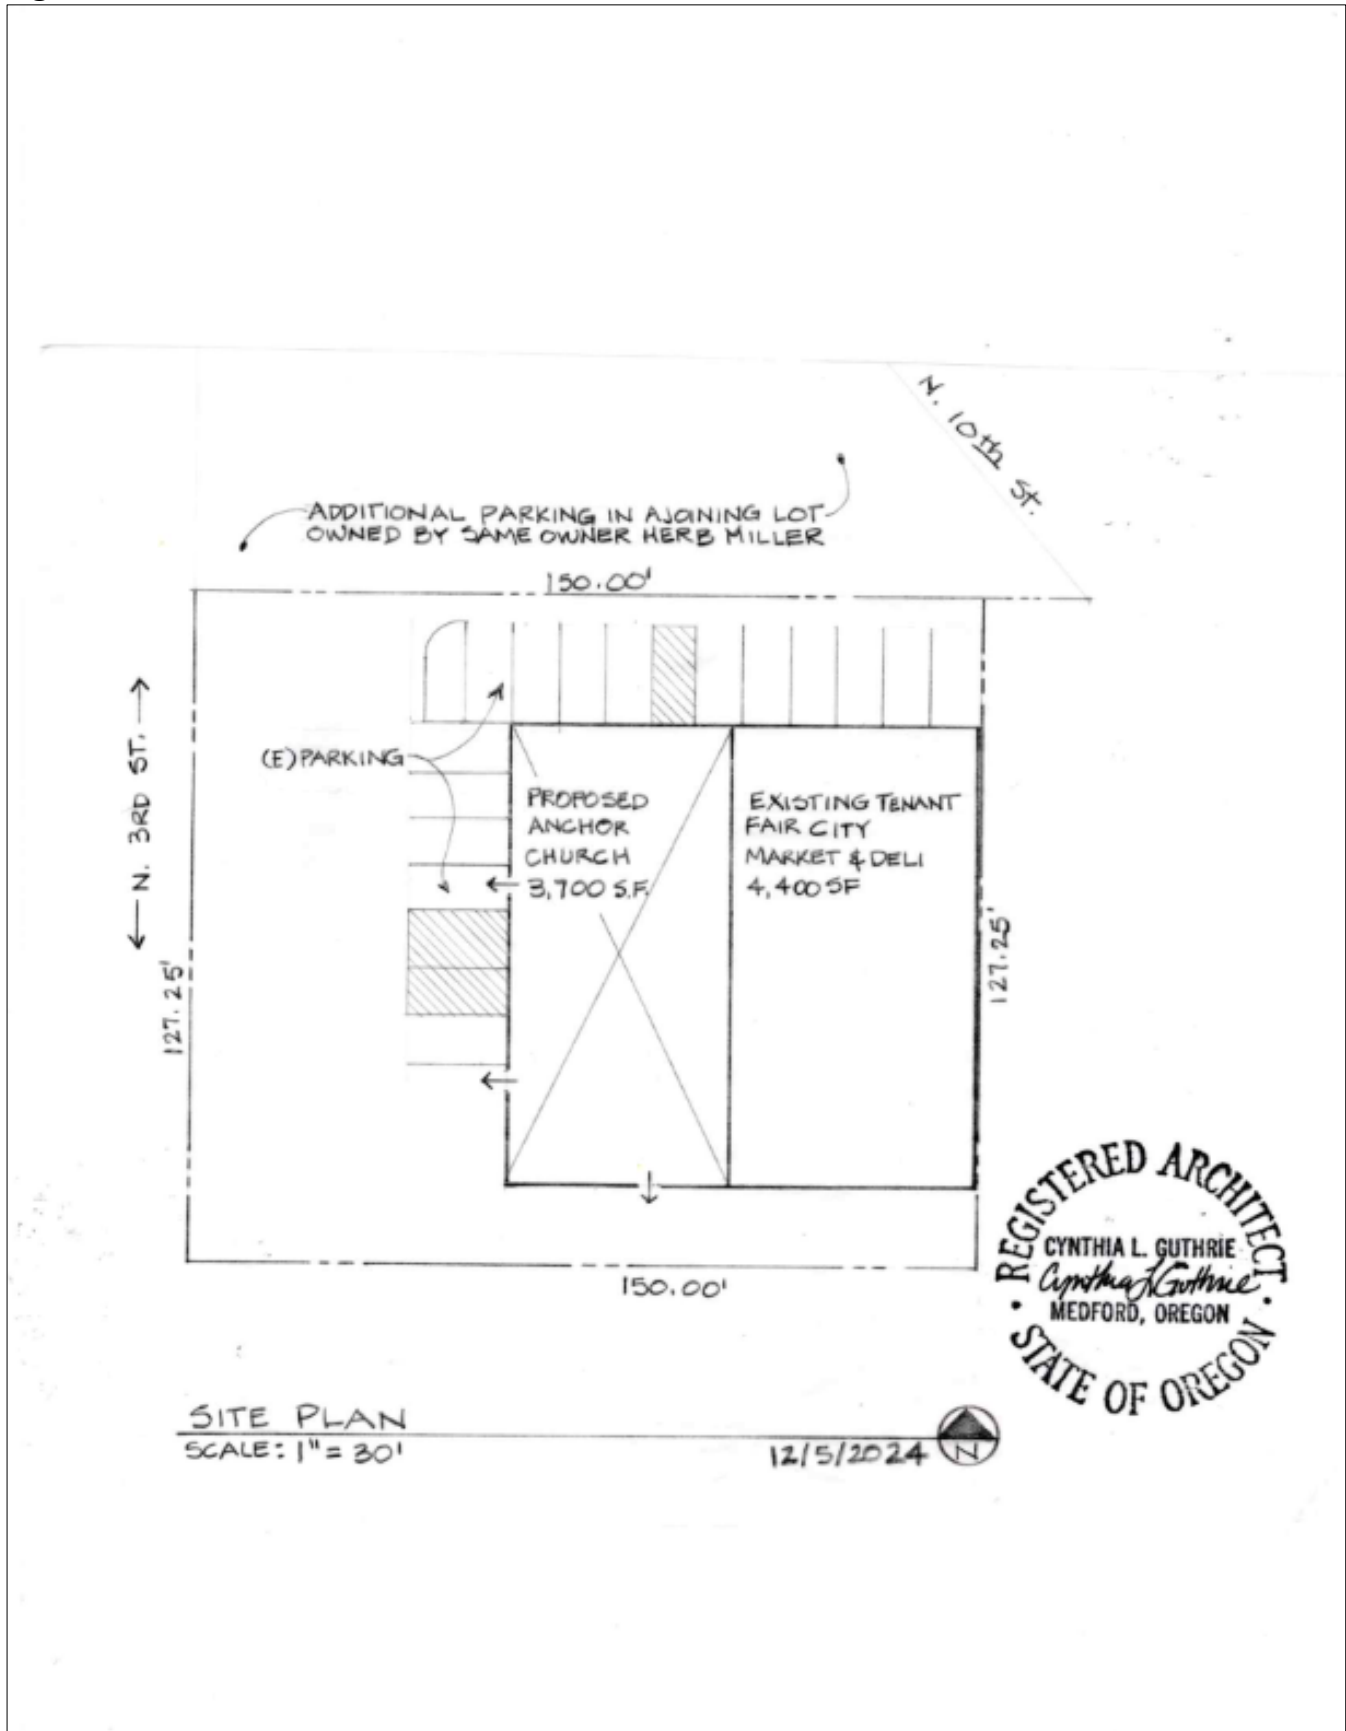 N. 10th St.
ADDITIONAL PARKING IN AJOINING LOT
OWNED BY SAME OWNER HERB MILLER
150.00'
← N. 3RD ST. →
(E) PARKING
PROPOSED
ANCHOR
CHURCH
3,700 S.F.
EXISTING TENANT
FAIR CITY
MARKET & DELI
4,400 SF
127.25'
127.25'
150.00'
REGISTERED ARCHITECT
CYNTHIA L. GUTHRIE
Cynthia L Guthrie
MEDFORD, OREGON
STATE OF OREGON
SITE PLAN
SCALE: 1" = 30'
12/5/2024
N